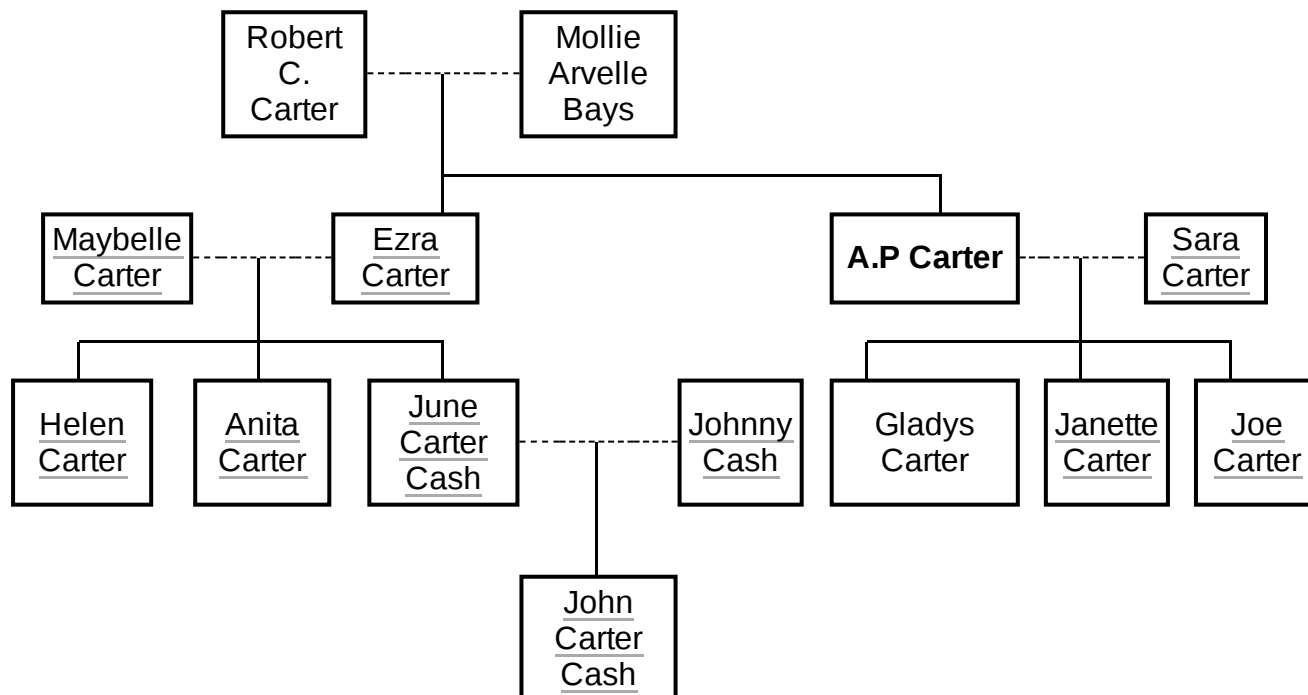 Robert
C.
Carter
Mollie
Arvelle
Bays
Maybelle
Carter
Ezra
Carter
A.P Carter
Sara
Carter
Helen
Carter
Anita
Carter
June
Carter
Cash
Johnny
Cash
Gladys
Carter
Janette
Carter
Joe
Carter
John
Carter
Cash